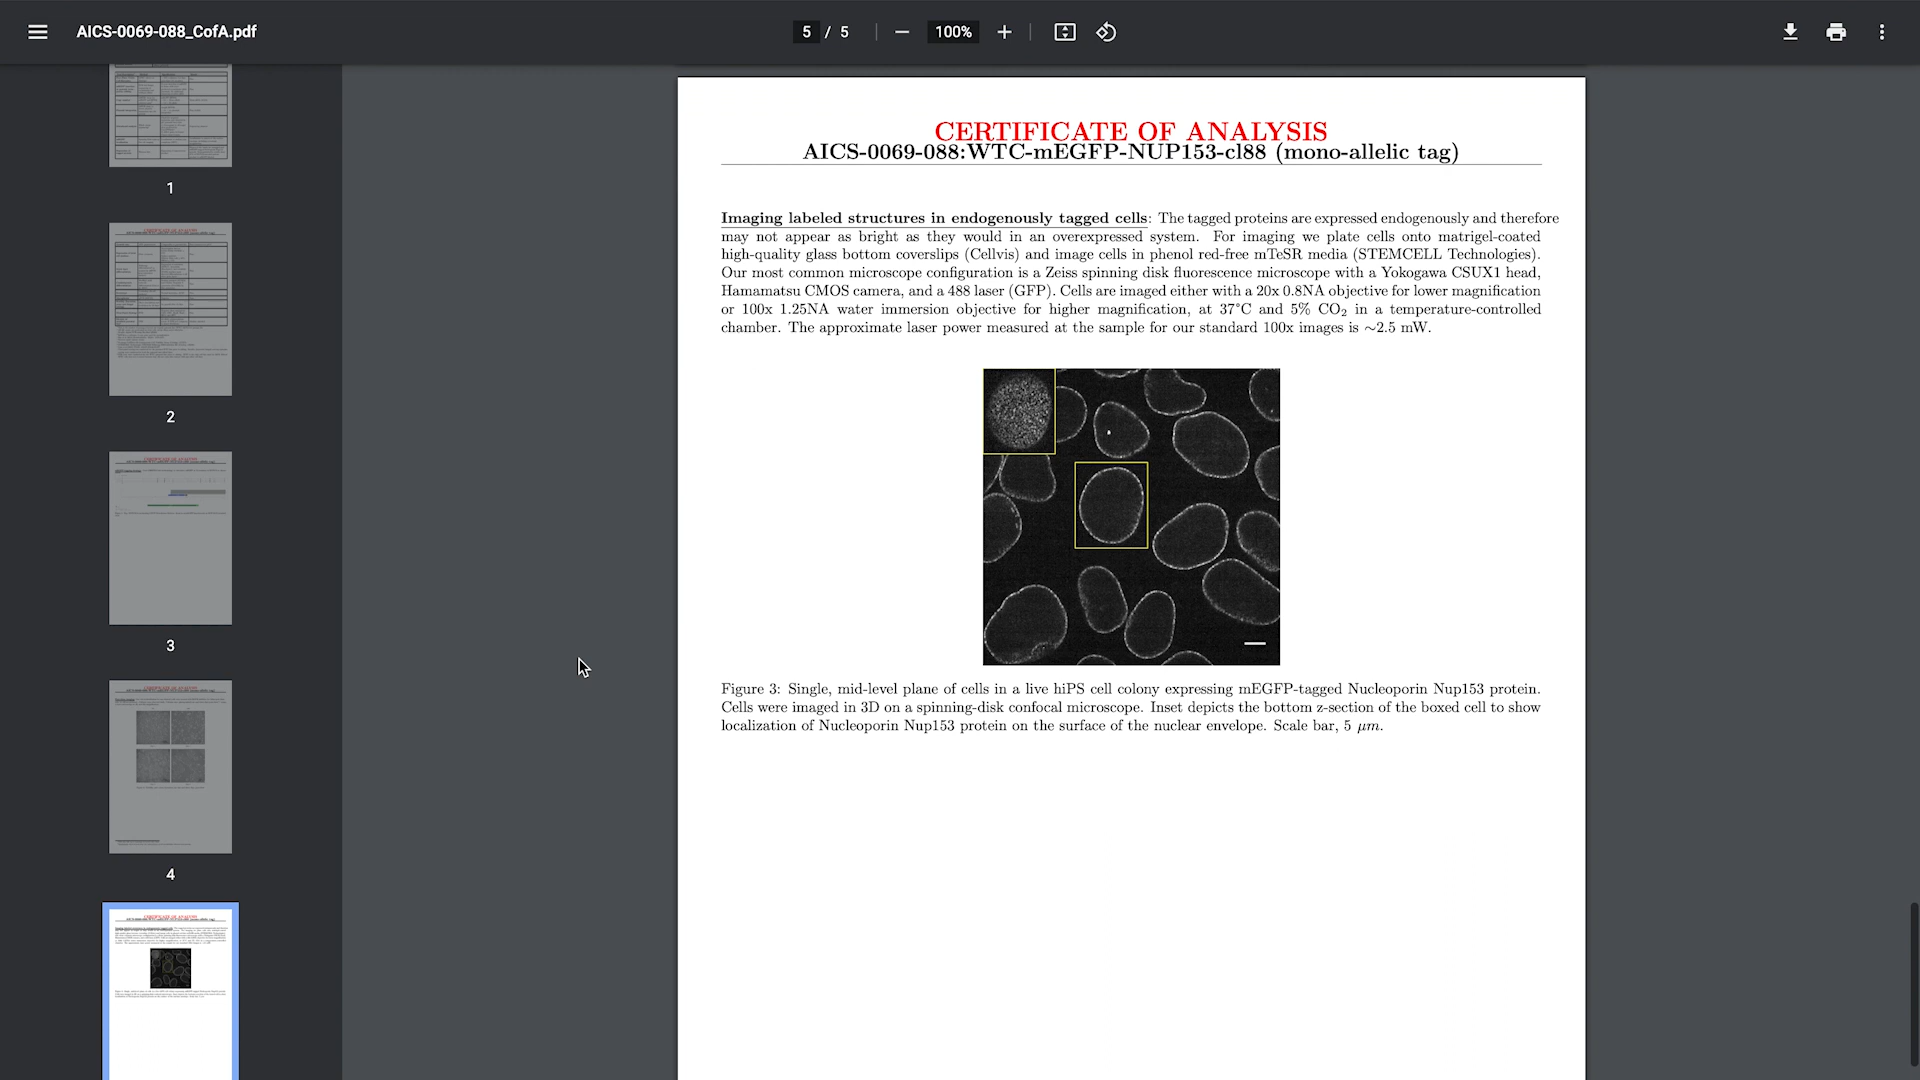 AICS-0069-088_CofA.pdf
5 / 5
100%
1
2
3
4
CERTIFICATE OF ANALYSIS
AICS-0069-088:WTC-mEGFP-NUP153-cl88 (mono-allelic tag)
Imaging labeled structures in endogenously tagged cells: The tagged proteins are expressed endogenously and therefore
may not appear as bright as they would in an overexpressed system. For imaging we plate cells onto matrigel-coated
high-quality glass bottom coverslips (Cellvis) and image cells in phenol red-free mTeSR media (STEMCELL Technologies).
Our most common microscope configuration is a Zeiss spinning disk fluorescence microscope with a Yokogawa CSUX1 head,
Hamamatsu CMOS camera, and a 488 laser (GFP). Cells are imaged either with a 20x 0.8NA objective for lower magnification
or 100x 1.25NA water immersion objective for higher magnification, at 37°C and 5% CO₂ in a temperature-controlled
chamber. The approximate laser power measured at the sample for our standard 100x images is ∼2.5 mW.
Figure 3: Single, mid-level plane of cells in a live hiPS cell colony expressing mEGFP-tagged Nucleoporin Nup153 protein.
Cells were imaged in 3D on a spinning-disk confocal microscope. Inset depicts the bottom z-section of the boxed cell to show
localization of Nucleoporin Nup153 protein on the surface of the nuclear envelope. Scale bar, 5 μm.